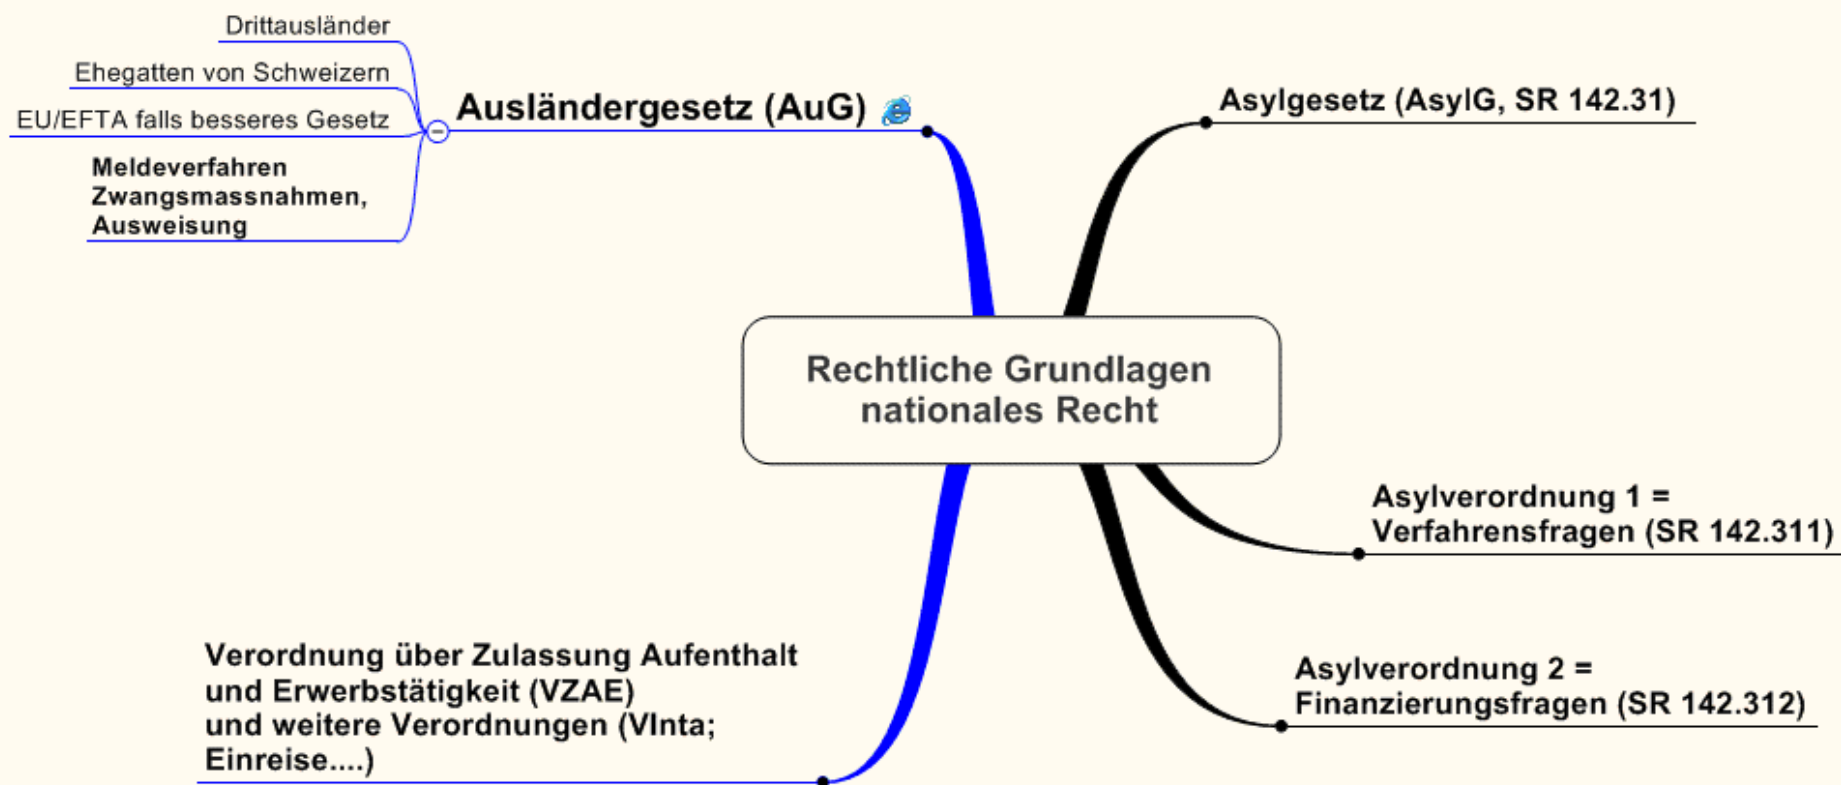 Drittausländer
Ehegatten von Schweizern
EU/EFTA falls besseres Gesetz
Meldeverfahren
Zwangsmassnahmen,
Ausweisung
Ausländergesetz (AuG)
Asylgesetz (AsylG, SR 142.31)
Rechtliche Grundlagen
nationales Recht
Asylverordnung 1 =
Verfahrensfragen (SR 142.311)
Verordnung über Zulassung Aufenthalt
und Erwerbstätigkeit (VZAE)
und weitere Verordnungen (VInta;
Einreise....)
Asylverordnung 2 =
Finanzierungsfragen (SR 142.312)